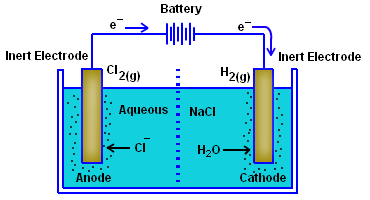 Battery
e⁻
e⁻
Inert Electrode
Inert Electrode
Cl₂(g)
H₂(g)
Aqueous
NaCl
Cl⁻
H₂O
Anode
Cathode